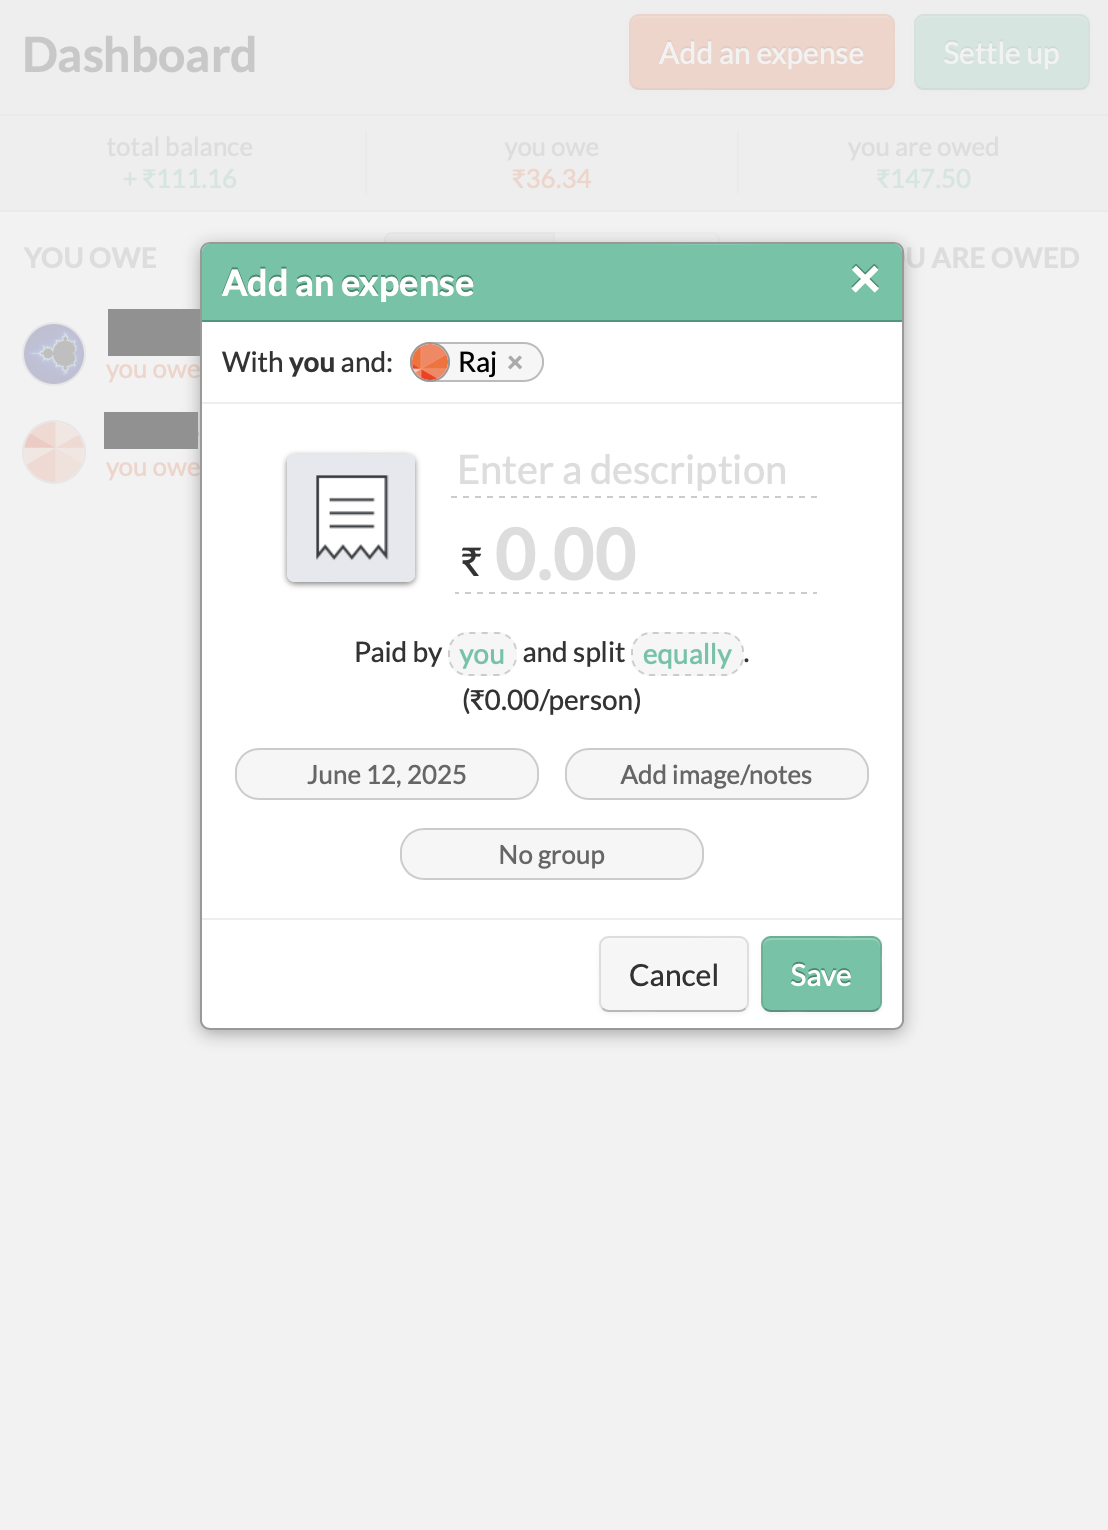 Dashboard
Add an expense
Settle up
total balance
+ ₹111.16
you owe
₹36.34
you are owed
₹147.50
YOU OWE
U ARE OWED
you owe
you owe
Add an expense
With you and:
Raj ×
Enter a description
₹ 0.00
Paid by you and split equally.
(₹0.00/person)
June 12, 2025
Add image/notes
No group
Cancel
Save